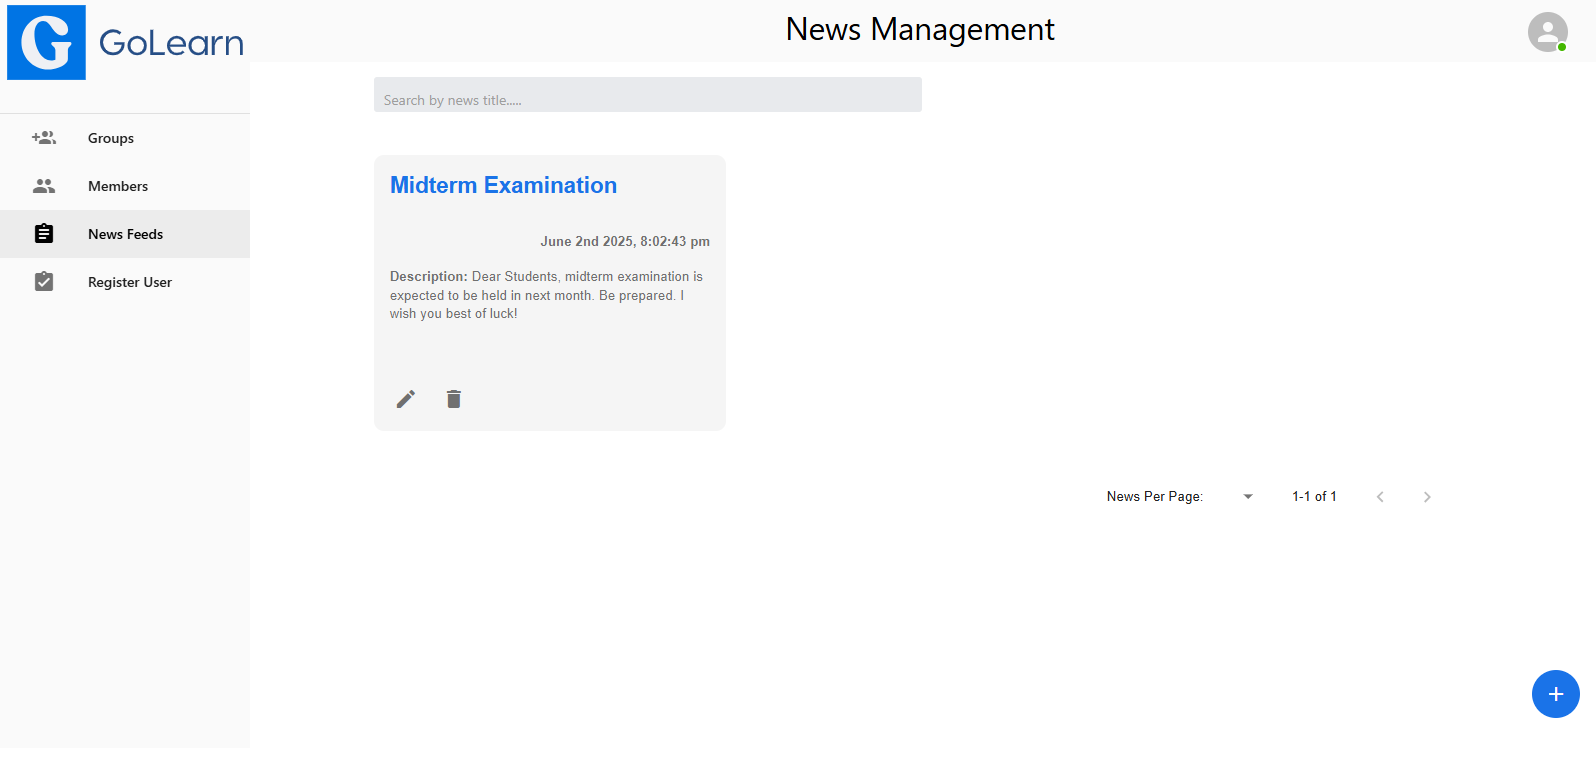 G GoLearn
News Management
Search by news title.....
Groups
Members
News Feeds
Register User
Midterm Examination
June 2nd 2025, 8:02:43 pm
Description: Dear Students, midterm examination is
expected to be held in next month. Be prepared. I
wish you best of luck!
News Per Page:
1-1 of 1